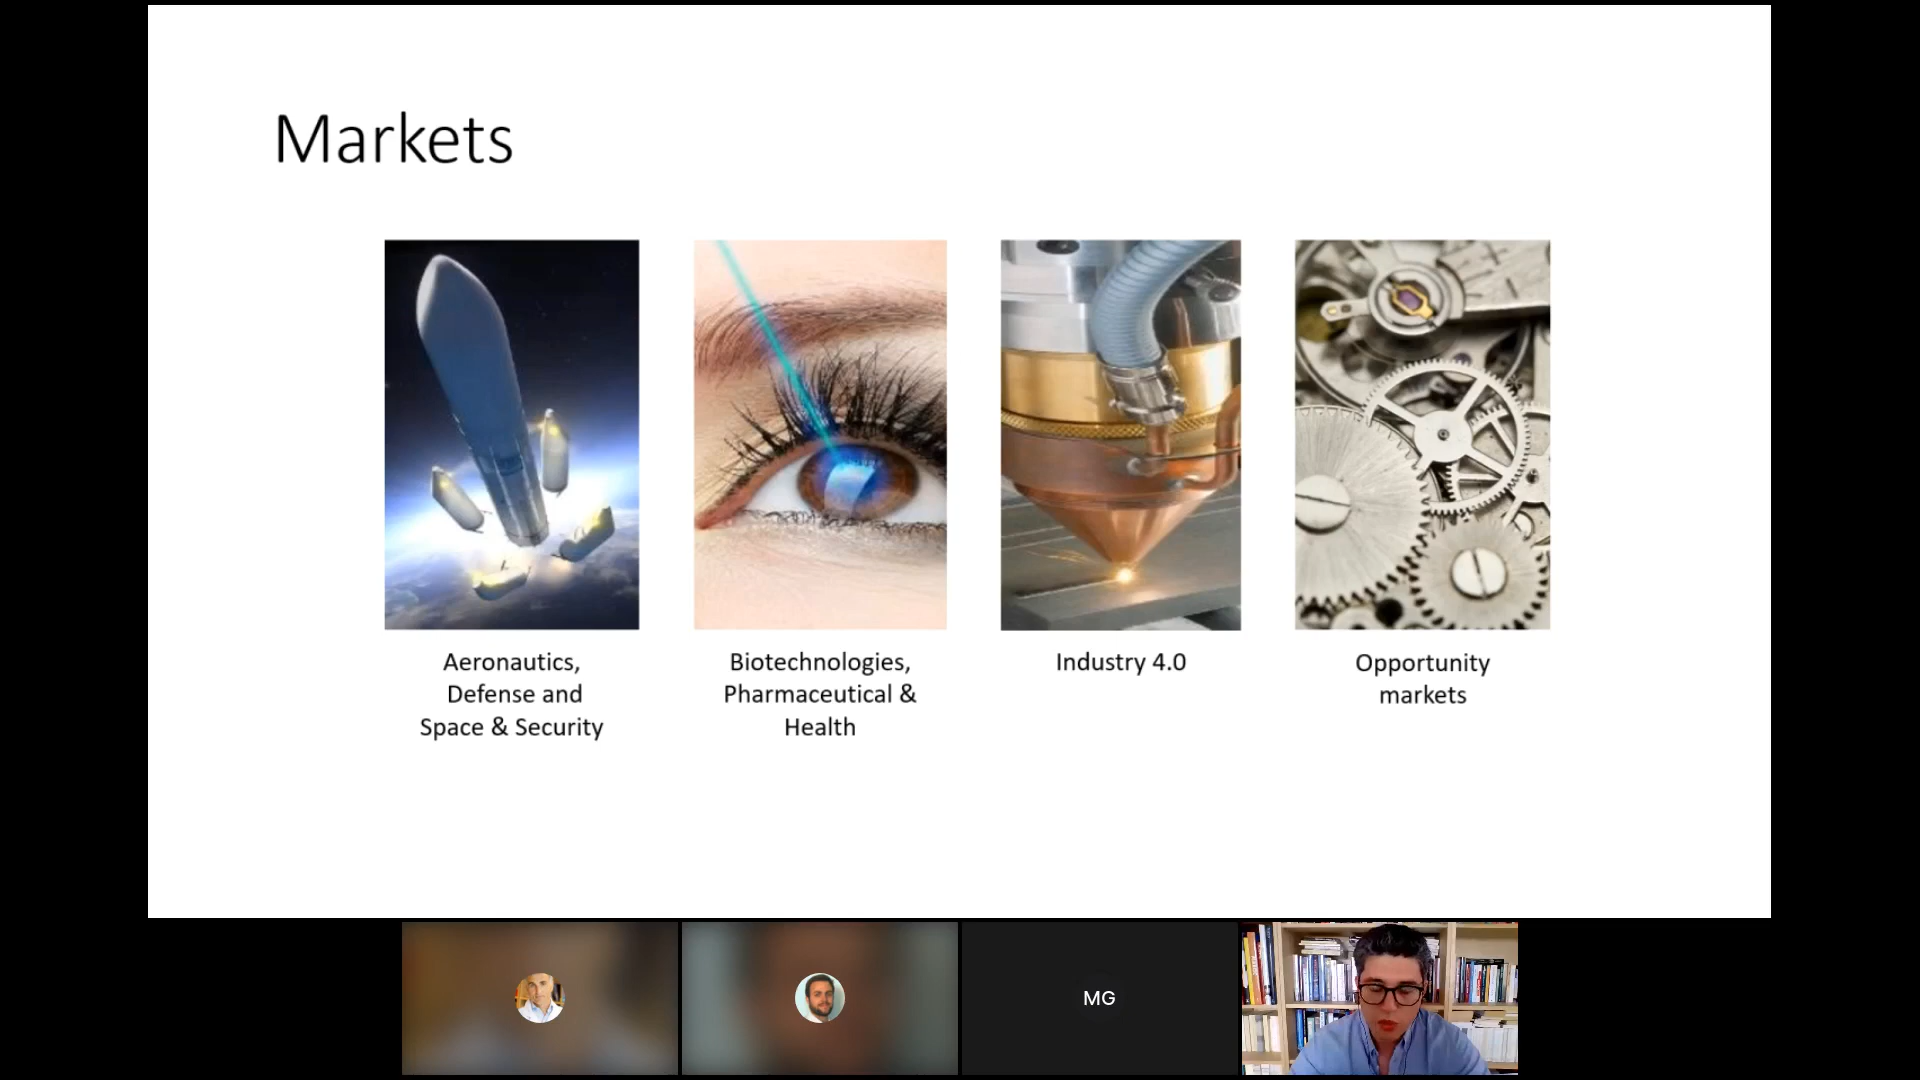 Markets
Aeronautics,
Defense and
Space & Security
Biotechnologies,
Pharmaceutical &
Health
Industry 4.0
Opportunity
markets
MG